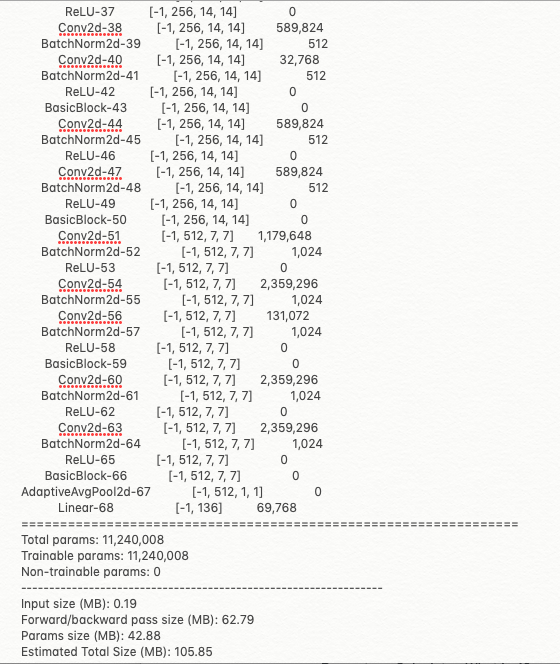 ReLU-37 [-1, 256, 14, 14] 0
Conv2d-38 [-1, 256, 14, 14] 589,824
BatchNorm2d-39 [-1, 256, 14, 14] 512
Conv2d-40 [-1, 256, 14, 14] 32,768
BatchNorm2d-41 [-1, 256, 14, 14] 512
ReLU-42 [-1, 256, 14, 14] 0
BasicBlock-43 [-1, 256, 14, 14] 0
Conv2d-44 [-1, 256, 14, 14] 589,824
BatchNorm2d-45 [-1, 256, 14, 14] 512
ReLU-46 [-1, 256, 14, 14] 0
Conv2d-47 [-1, 256, 14, 14] 589,824
BatchNorm2d-48 [-1, 256, 14, 14] 512
ReLU-49 [-1, 256, 14, 14] 0
BasicBlock-50 [-1, 256, 14, 14] 0
Conv2d-51 [-1, 512, 7, 7] 1,179,648
BatchNorm2d-52 [-1, 512, 7, 7] 1,024
ReLU-53 [-1, 512, 7, 7] 0
Conv2d-54 [-1, 512, 7, 7] 2,359,296
BatchNorm2d-55 [-1, 512, 7, 7] 1,024
Conv2d-56 [-1, 512, 7, 7] 131,072
BatchNorm2d-57 [-1, 512, 7, 7] 1,024
ReLU-58 [-1, 512, 7, 7] 0
BasicBlock-59 [-1, 512, 7, 7] 0
Conv2d-60 [-1, 512, 7, 7] 2,359,296
BatchNorm2d-61 [-1, 512, 7, 7] 1,024
ReLU-62 [-1, 512, 7, 7] 0
Conv2d-63 [-1, 512, 7, 7] 2,359,296
BatchNorm2d-64 [-1, 512, 7, 7] 1,024
ReLU-65 [-1, 512, 7, 7] 0
BasicBlock-66 [-1, 512, 7, 7] 0
AdaptiveAvgPool2d-67 [-1, 512, 1, 1] 0
Linear-68 [-1, 136] 69,768
================================================================
Total params: 11,240,008
Trainable params: 11,240,008
Non-trainable params: 0
----------------------------------------------------------------
Input size (MB): 0.19
Forward/backward pass size (MB): 62.79
Params size (MB): 42.88
Estimated Total Size (MB): 105.85